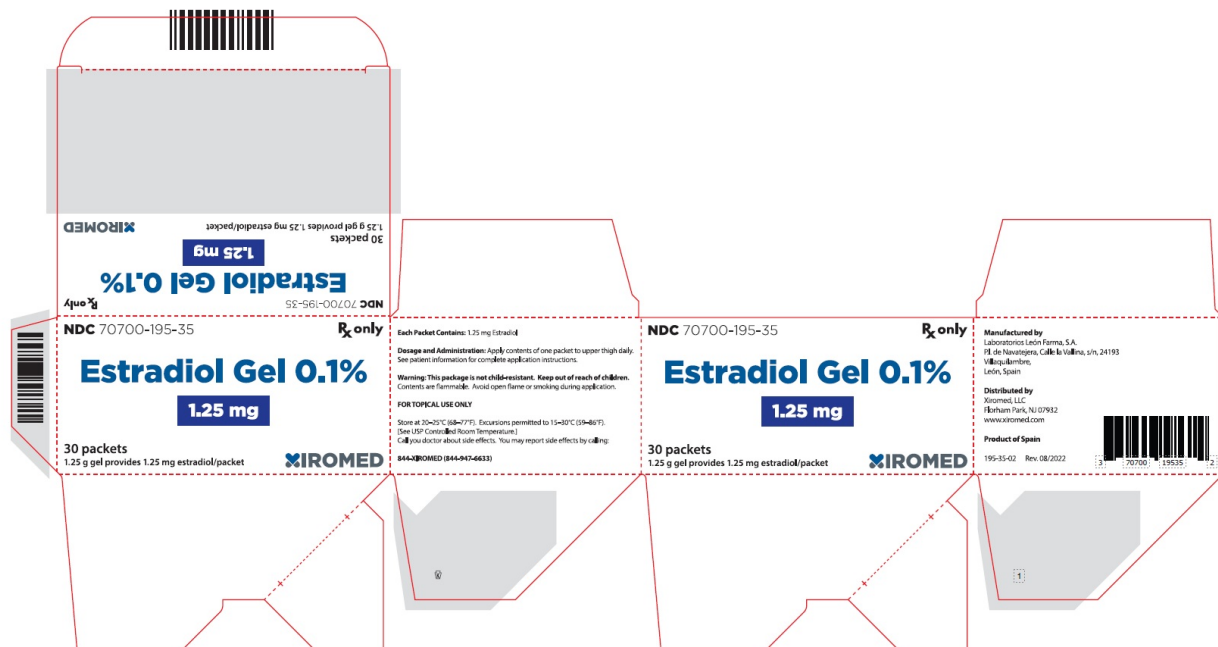 XIROMED
1.25 g gel provides 1.25 mg estradiol/packet
30 packets
1.25 mg
Estradiol Gel 0.1%
Rx only
NDC 70700-195-35
NDC 70700-195-35
Rx only
Estradiol Gel 0.1%
1.25 mg
30 packets
1.25 g gel provides 1.25 mg estradiol/packet
XIROMED
Each Packet Contains: 1.25 mg Estradiol
Dosage and Administration: Apply contents of one packet to upper thigh daily.
See patient information for complete application instructions.
Warning: This package is not child-resistant. Keep out of reach of children.
Contents are flammable. Avoid open flame or smoking during application.
FOR TOPICAL USE ONLY
Store at 20–25°C (68–77°F). Excursions permitted to 15–30°C (59–86°F).
[See USP Controlled Room Temperature.]
Call you doctor about side effects. You may report side effects by calling:
844-XIROMED (844-947-6633)
NDC 70700-195-35
Rx only
Estradiol Gel 0.1%
1.25 mg
30 packets
1.25 g gel provides 1.25 mg estradiol/packet
XIROMED
Manufactured by
Laboratorios León Farma, S.A.
P.I. de Navatejera, Calle la Vallina, s/n, 24193
Villaquilambre,
León, Spain
Distributed by
Xiromed, LLC
Florham Park, NJ 07932
www.xiromed.com
Product of Spain
195-3S-02 Rev. 08/2022
3 70700 19535 2
1